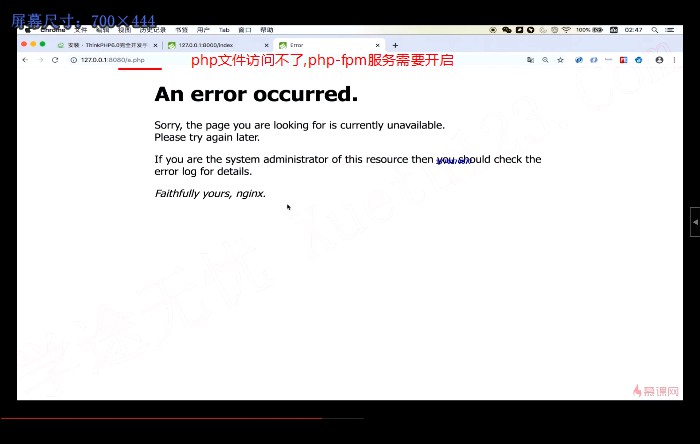 屏幕尺寸：700×444
Chrome 文件 编辑 视图 历史记录 书签 用户 Tab 窗口 帮助
100% 02:47
安装 · ThinkPHP6.0完全开发手 127.0.0.1:8000/index Error
127.0.0.1:8080/a.php
php文件访问不了,php-fpm服务需要开启
An error occurred.
Sorry, the page you are looking for is currently unavailable.
Please try again later.
If you are the system administrator of this resource then you should check the
error log for details.
Faithfully yours, nginx.
慕课网